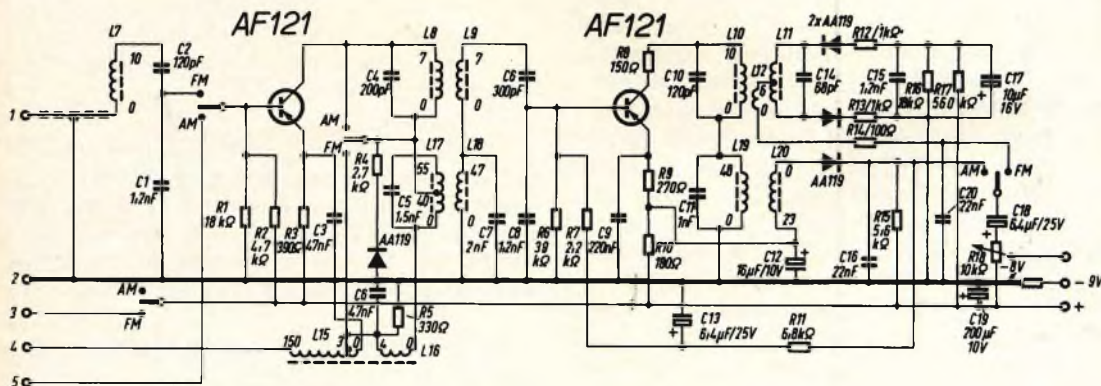 AF121
AF121
L7
10
0
C2
120pF
FM
AM
1
C1
1,2nF
R1
18 kΩ
R2
4,7
kΩ
R3
390Ω
C3
47nF
AM
FM
R4
2,7
kΩ
AA119
C6
47nF
R5
330Ω
C4
200pF
L8
7
0
L9
7
0
C6
300pF
L17
55
40
0
C5
1,5nF
L18
47
0
C7
2nF
C8
1,2nF
R6
39
kΩ
R7
2,2
kΩ
C9
220nF
R8
150Ω
C10
120pF
L10
10
0
R9
270Ω
R10
180Ω
C11
1nF
L19
48
0
L20
0
23
C12
16µF/10V
L12
6
0
L11
2x AA119
C14
68pF
R12/1kΩ
R13/1kΩ
R14/100Ω
C15
1,2nF
R16
18kΩ
R17
560
kΩ
C17
10µF
16V
AA119
R15
5,6
kΩ
C16
22nF
C20
22nF
AM
FM
C18
6,4µF/25V
R18
10kΩ
-8V
- 9V
+
C19
200µF
10V
C13
6,4µF/25V
R11
6,8kΩ
2
AM
FM
3
4
5
150
L15
3
0
4
0
L16